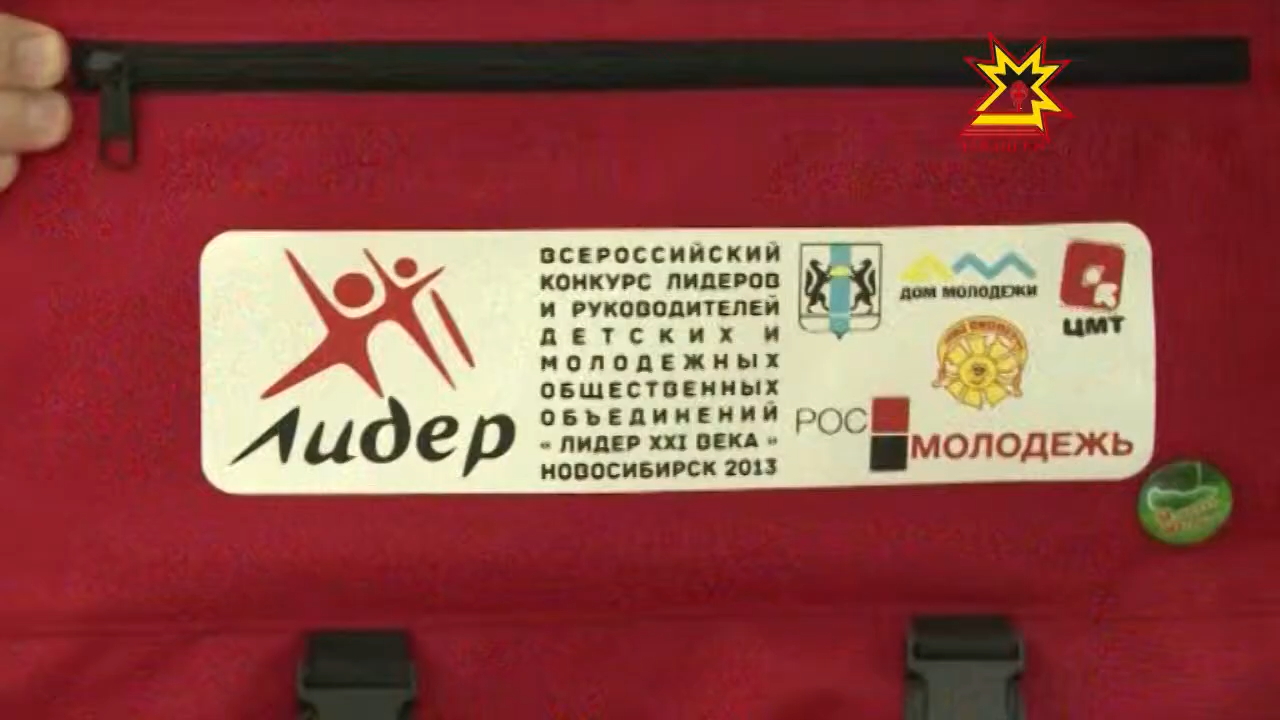 Лидер
ВСЕРОССИЙСКИЙ
КОНКУРС ЛИДЕРОВ
И РУКОВОДИТЕЛЕЙ
ДЕТСКИХ И
МОЛОДЕЖНЫХ
ОБЩЕСТВЕННЫХ
ОБЪЕДИНЕНИЙ
« ЛИДЕР XXI ВЕКА »
НОВОСИБИРСК 2013
ДОМ МОЛОДЕЖИ
ЦМТ
РОС
МОЛОДЕЖЬ